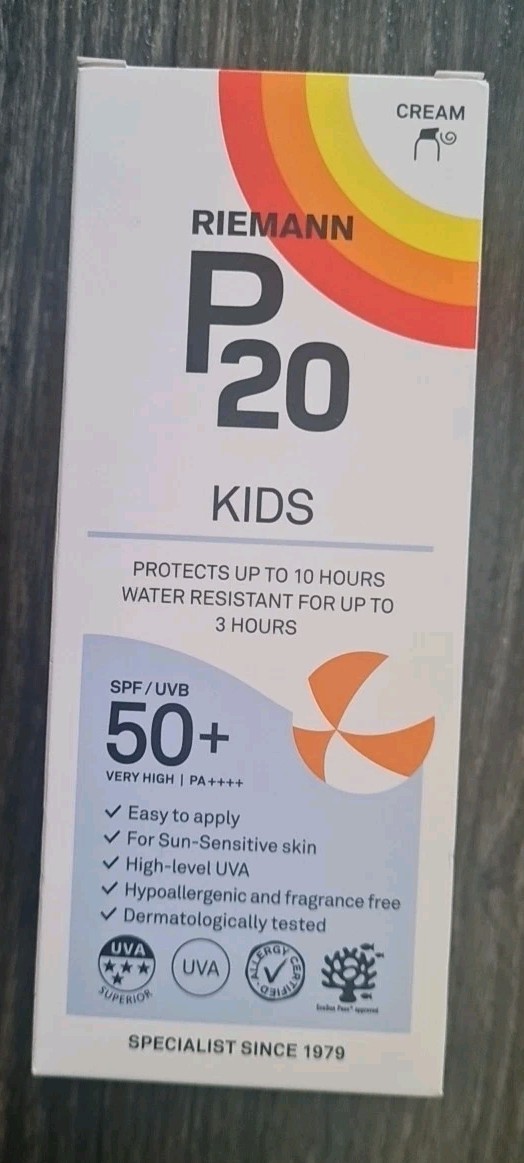 CREAM
RIEMANN
P
20
KIDS
PROTECTS UP TO 10 HOURS
WATER RESISTANT FOR UP TO
3 HOURS
SPF/UVB
50+
VERY HIGH | PA++++
✓ Easy to apply
✓ For Sun-Sensitive skin
✓ High-level UVA
✓ Hypoallergenic and fragrance free
✓ Dermatologically tested
UVA
SUPERIOR
UVA
ALLERGY CERTIFIED
approved
SPECIALIST SINCE 1979